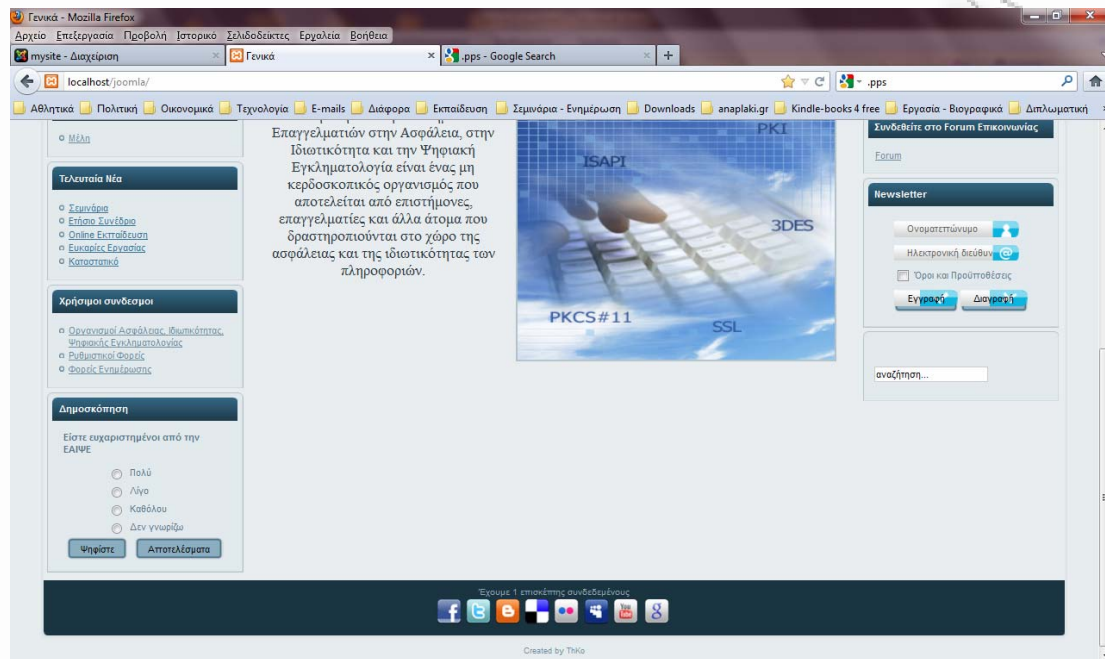 Γενικά - Mozilla Firefox
Αρχείο Επεξεργασία Προβολή Ιστορικό Σελιδοδείκτες Εργαλεία Βοήθεια
mysite - Διαχείριση
Γενικά
.pps - Google Search
localhost/joomla/
.pps
Αθλητικά Πολιτική Οικονομικά Τεχνολογία E-mails Διάφορα Εκπαίδευση Σεμινάρια - Ενημέρωση Downloads anaplaki.gr Kindle-books 4 free Εργασία - Βιογραφικά Διπλωματική
Μέλη
Τελευταία Νέα
Σεμινάρια
Ετήσιο Συνέδριο
Online Εκπαίδευση
Ευκαρίες Εργασίας
Καταστατικό
Χρήσιμοι συνδεσμοι
Οργανισμοί Ασφάλειας, Ιδιωτικότητας,
Ψηφιακής Εγκληματολογίας
Ρυθμιστικοί Φορείς
Φορείς Ενημέρωσης
Δημοσκόπηση
Είστε ευχαριστημένοι από την
ΕΑΙΨΕ
Πολύ
Λίγο
Καθόλου
Δεν γνωρίζω
Ψηφίστε Αποτελέσματα
Επαγγελματιών στην Ασφάλεια, στην
Ιδιωτικότητα και την Ψηφιακή
Εγκληματολογία είναι ένας μη
κερδοσκοπικός οργανισμός που
αποτελείται από επιστήμονες,
επαγγελματίες και άλλα άτομα που
δραστηριοπιούνται στο χώρο της
ασφάλειας και της ιδιωτικότητας των
πληροφοριών.
PKI
ISAPI
3DES
PKCS#11
SSL
Συνδεθείτε στο Forum Επικοινωνίας
Forum
Newsletter
Ονοματεπώνυμο
Ηλεκτρονική διεύθυν
Όροι και Προϋποθέσεις
Εγγραφή Διαγραφή
αναζήτηση...
Έχουμε 1 επισκέπτης συνδεδεμένους
Created by ThKo